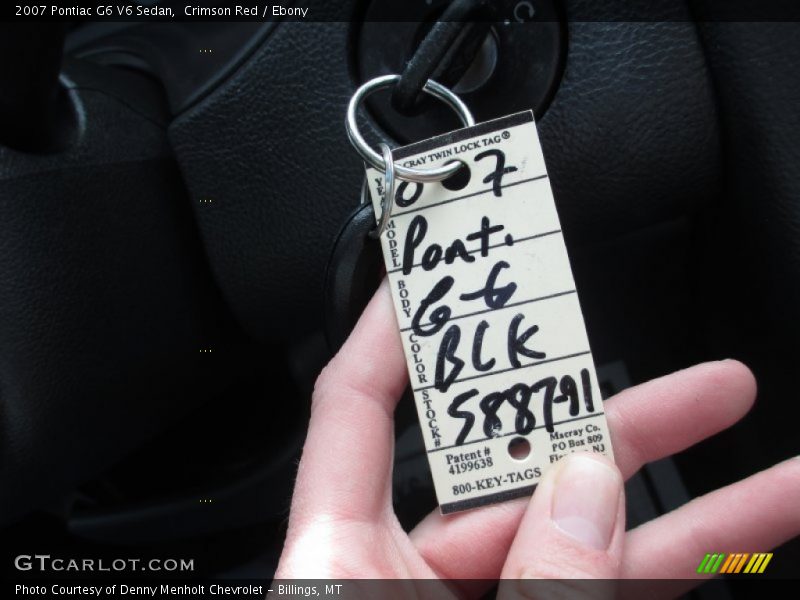 2007 Pontiac G6 V6 Sedan, Crimson Red / Ebony
CRAY TWIN LOCK TAG®
07
MODEL Pont.
BODY G-6
COLOR BLK
STOCK# 588791
Patent #
4199638
Macray Co.
PO Box 809
NJ
800-KEY-TAGS
GTCARLOT.COM
Photo Courtesy of Denny Menholt Chevrolet - Billings, MT